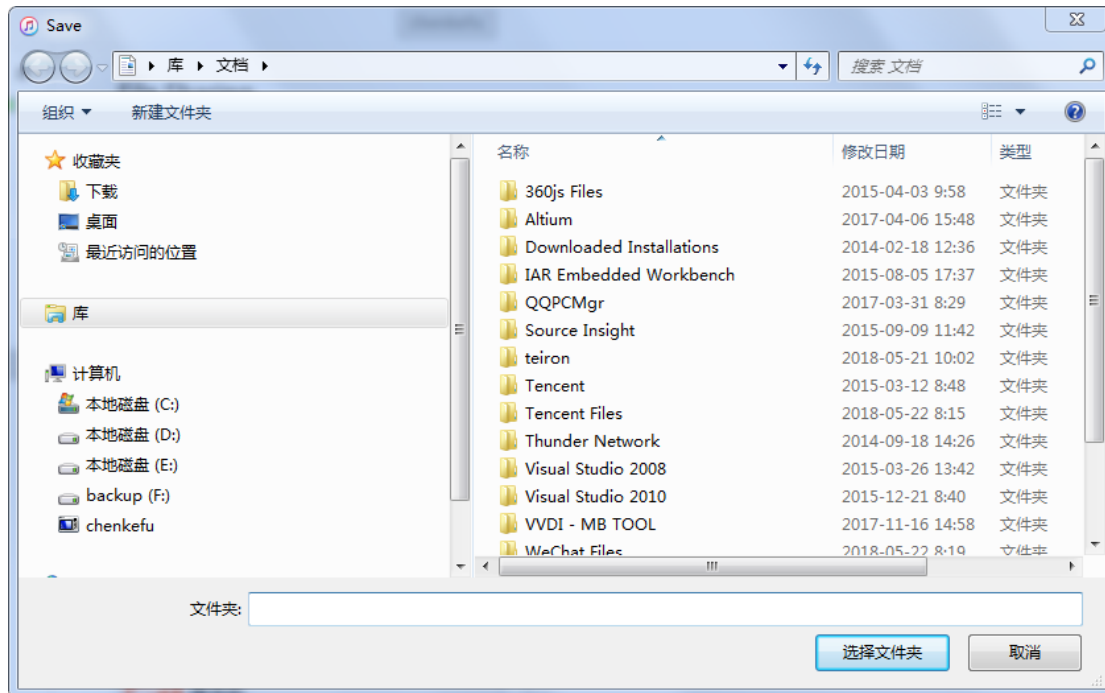 Save
库 文档
搜索 文档
组织 新建文件夹
收藏夹
下载
桌面
最近访问的位置
库
计算机
本地磁盘 (C:)
本地磁盘 (D:)
本地磁盘 (E:)
backup (F:)
chenkefu
名称 修改日期 类型
360js Files 2015-04-03 9:58 文件夹
Altium 2017-04-06 15:48 文件夹
Downloaded Installations 2014-02-18 12:36 文件夹
IAR Embedded Workbench 2015-08-05 17:37 文件夹
QQPCMgr 2017-03-31 8:29 文件夹
Source Insight 2015-09-09 11:42 文件夹
teiron 2018-05-21 10:02 文件夹
Tencent 2015-03-12 8:48 文件夹
Tencent Files 2018-05-22 8:15 文件夹
Thunder Network 2014-09-18 14:26 文件夹
Visual Studio 2008 2015-03-26 13:42 文件夹
Visual Studio 2010 2015-12-21 8:40 文件夹
VVDI - MB TOOL 2017-11-16 14:58 文件夹
WeChat Files 2018-05-22 8:19 文件夹
文件夹:
选择文件夹 取消